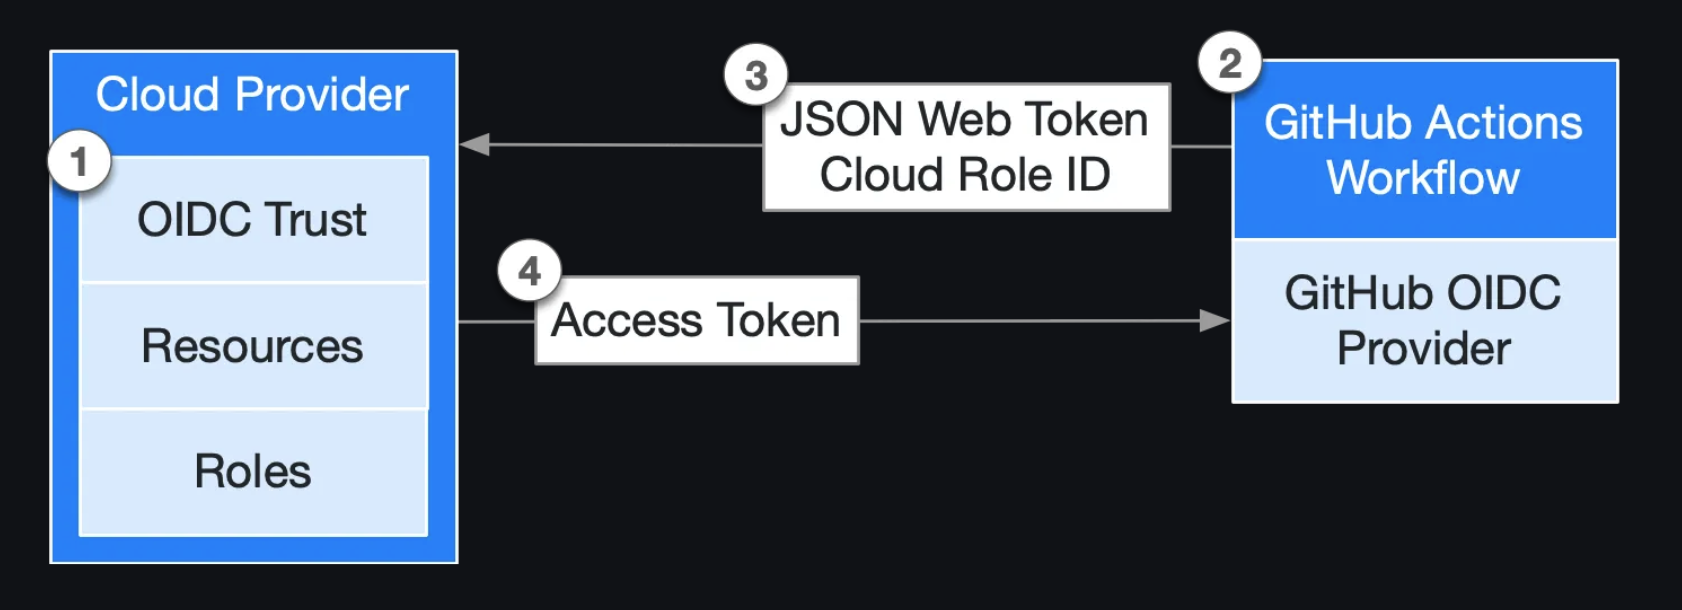 Cloud Provider
1
OIDC Trust
Resources
Roles
3
JSON Web Token
Cloud Role ID
4
Access Token
2
GitHub Actions
Workflow
GitHub OIDC
Provider